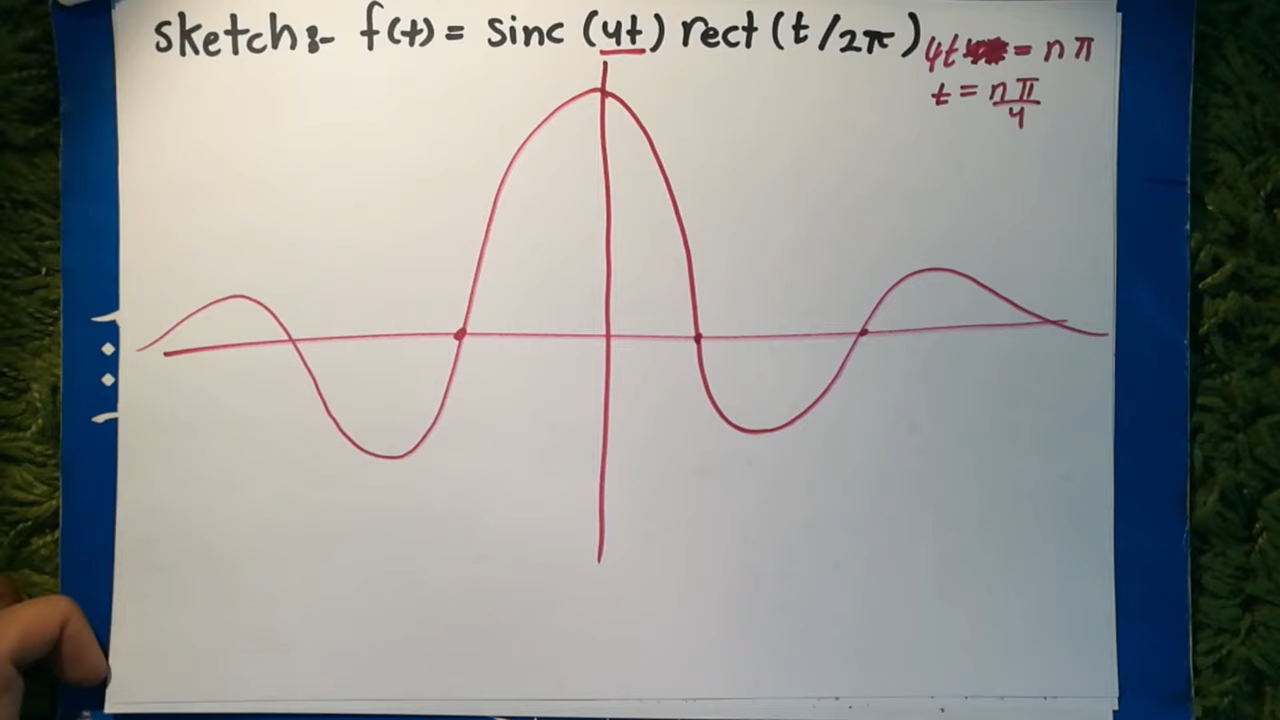 sketch:- f(t) = sinc (4t) rect (t/2π)
4t = nπ
t = nπ/4